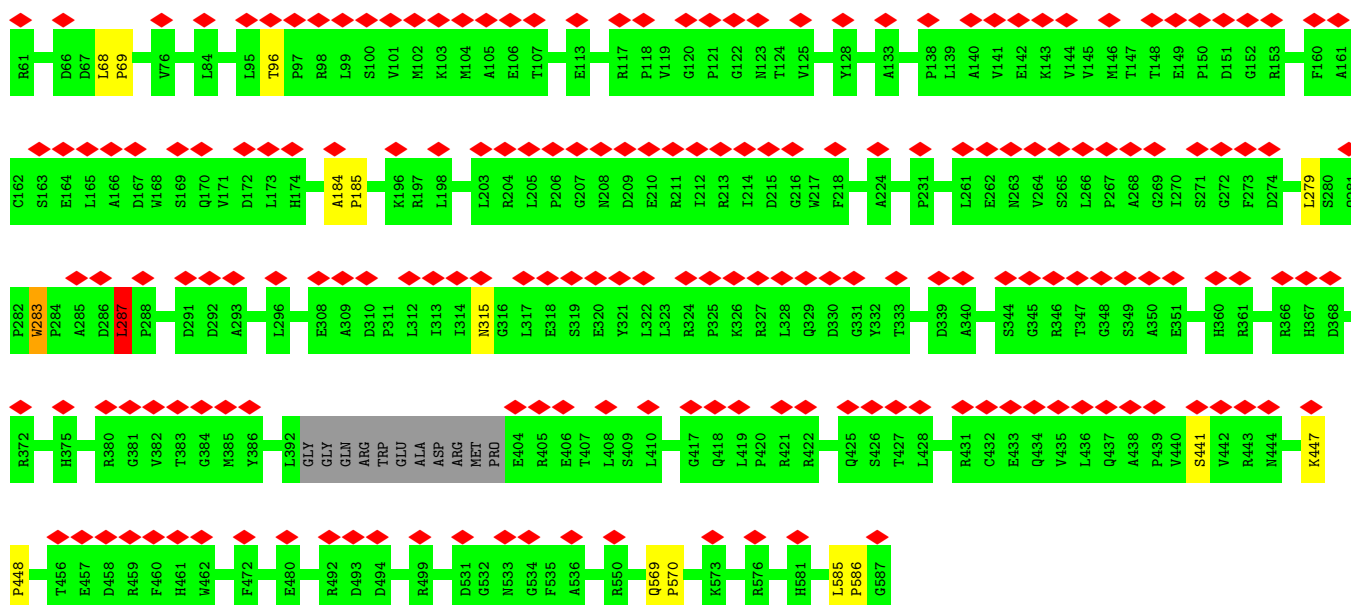 R61 D66 D67 L68 P69 V76 L84 L95 T96 P97 R98 L99 S100 V101 M102 K103 M104 A105 E106 T107 E113 R117 P118 V119 G120 P121 G122 N123 T124 V125 Y128 A133 P138 L139 A140 V141 E142 K143 V144 V145 M146 T147 T148 E149 P150 D151 G152 R153 F160 A161
C162 S163 E164 L165 A166 D167 W168 S169 Q170 V171 D172 L173 H174 A184 P185 K196 R197 L198 L203 R204 L205 P206 G207 N208 D209 E210 R211 I212 R213 I214 D215 G216 W217 F218 A224 P231 L261 E262 N263 V264 S265 L266 P267 A268 G269 I270 S271 G272 F273 D274 L279 S280
P282 W283 P284 A285 D286 L287 P288 D291 D292 A293 L296 E308 A309 D310 P311 L312 I313 I314 N315 G316 L317 E318 S319 E320 Y321 L322 L323 R324 P325 K326 R327 L328 Q329 D330 G331 Y332 T333 D339 A340 S344 G345 R346 T347 G348 S349 A350 E351 H360 R361 R366 H367 D368
R372 H375 R380 G381 V382 T383 G384 M385 Y386 L392 GLY GLY GLN ARG TRP GLU ALA ASP ARG MET PRO E404 R405 E406 T407 L408 S409 L410 G417 Q418 L419 P420 R421 R422 Q425 S426 T427 L428 R431 C432 E433 Q434 V435 L436 Q437 A438 P439 V440 S441 V442 R443 N444 K447
P448 T456 E457 D458 R459 F460 H461 W462 F472 E480 R492 D493 D494 R499 D531 G532 N533 G534 F535 A536 R550 Q569 P570 K573 R576 H581 L585 P586 G587